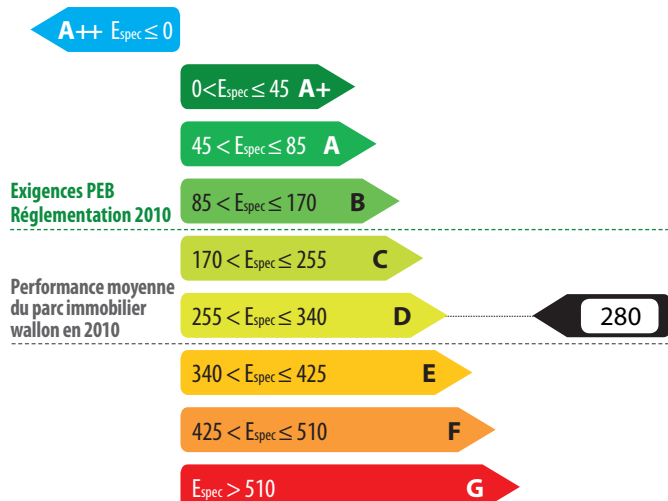 A++ Espec ≤ 0
0 < Espec ≤ 45 A+
45 < Espec ≤ 85 A
Exigences PEB
Réglementation 2010
85 < Espec ≤ 170 B
170 < Espec ≤ 255 C
Performance moyenne
du parc immobilier
wallon en 2010
255 < Espec ≤ 340 D
280
340 < Espec ≤ 425 E
425 < Espec ≤ 510 F
Espec > 510 G